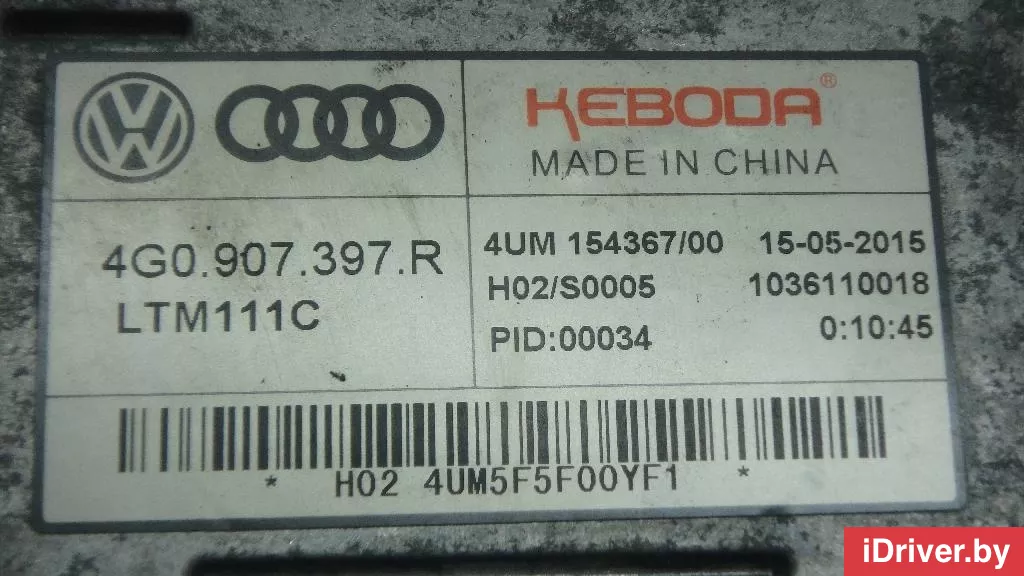 KEBODA®
MADE IN CHINA
4G0.907.397.R
LTM111C
4UM 154367/00 15-05-2015
H02/S0005 1036110018
PID:00034 0:10:45
* H02 4UM5F5F00YF1 *
iDriver.by